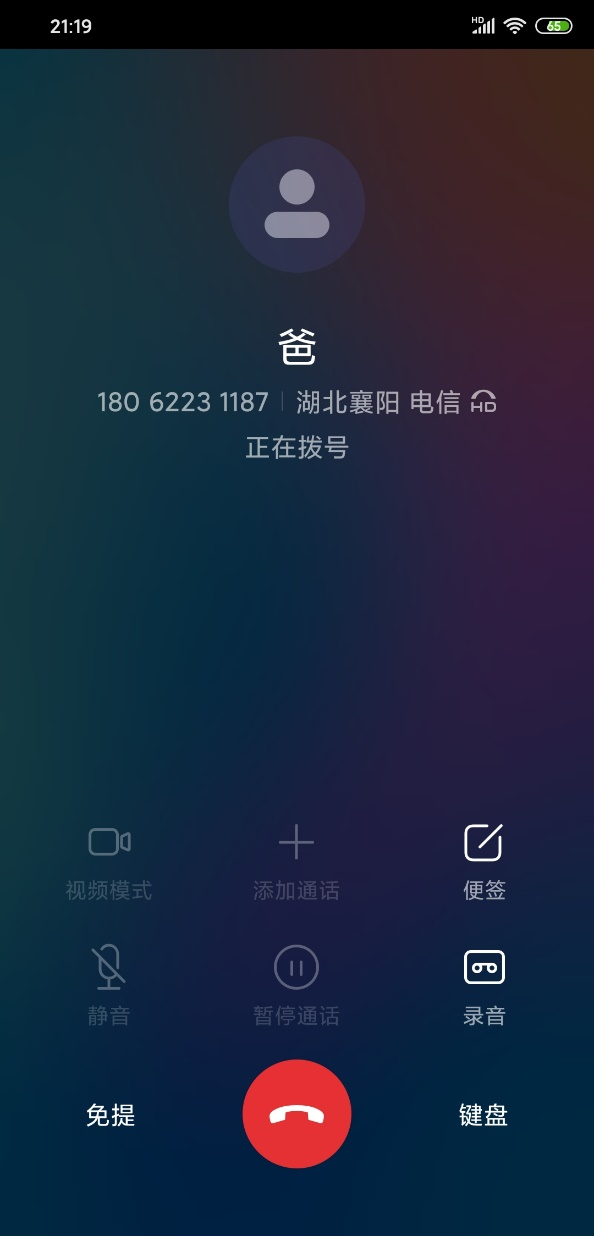 21:19 HD 65
爸
180 6223 1187 湖北襄阳 电信 HD
正在拨号
视频模式 添加通话 便签
静音 暂停通话 录音
免提 键盘